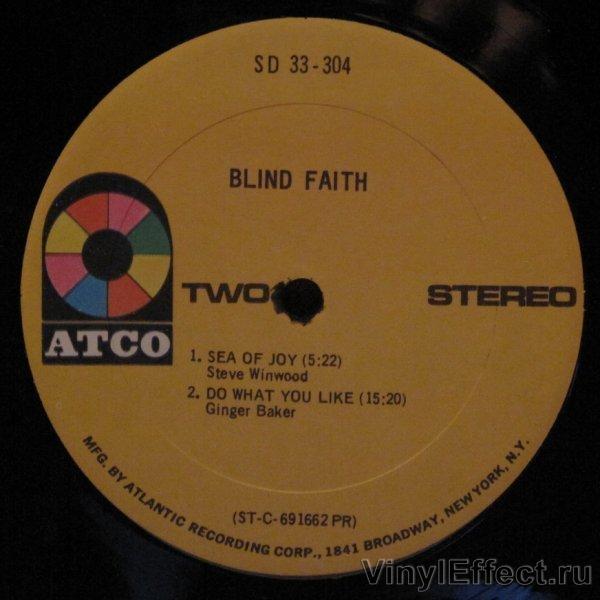 SD 33-304
BLIND FAITH
ATCO
TWO
STEREO
1. SEA OF JOY (5:22)
Steve Winwood
2. DO WHAT YOU LIKE (15:20)
Ginger Baker
(ST-C-691662 PR)
MFG. BY ATLANTIC RECORDING CORP., 1841 BROADWAY, NEW YORK, N.Y.
VinylEffect.ru